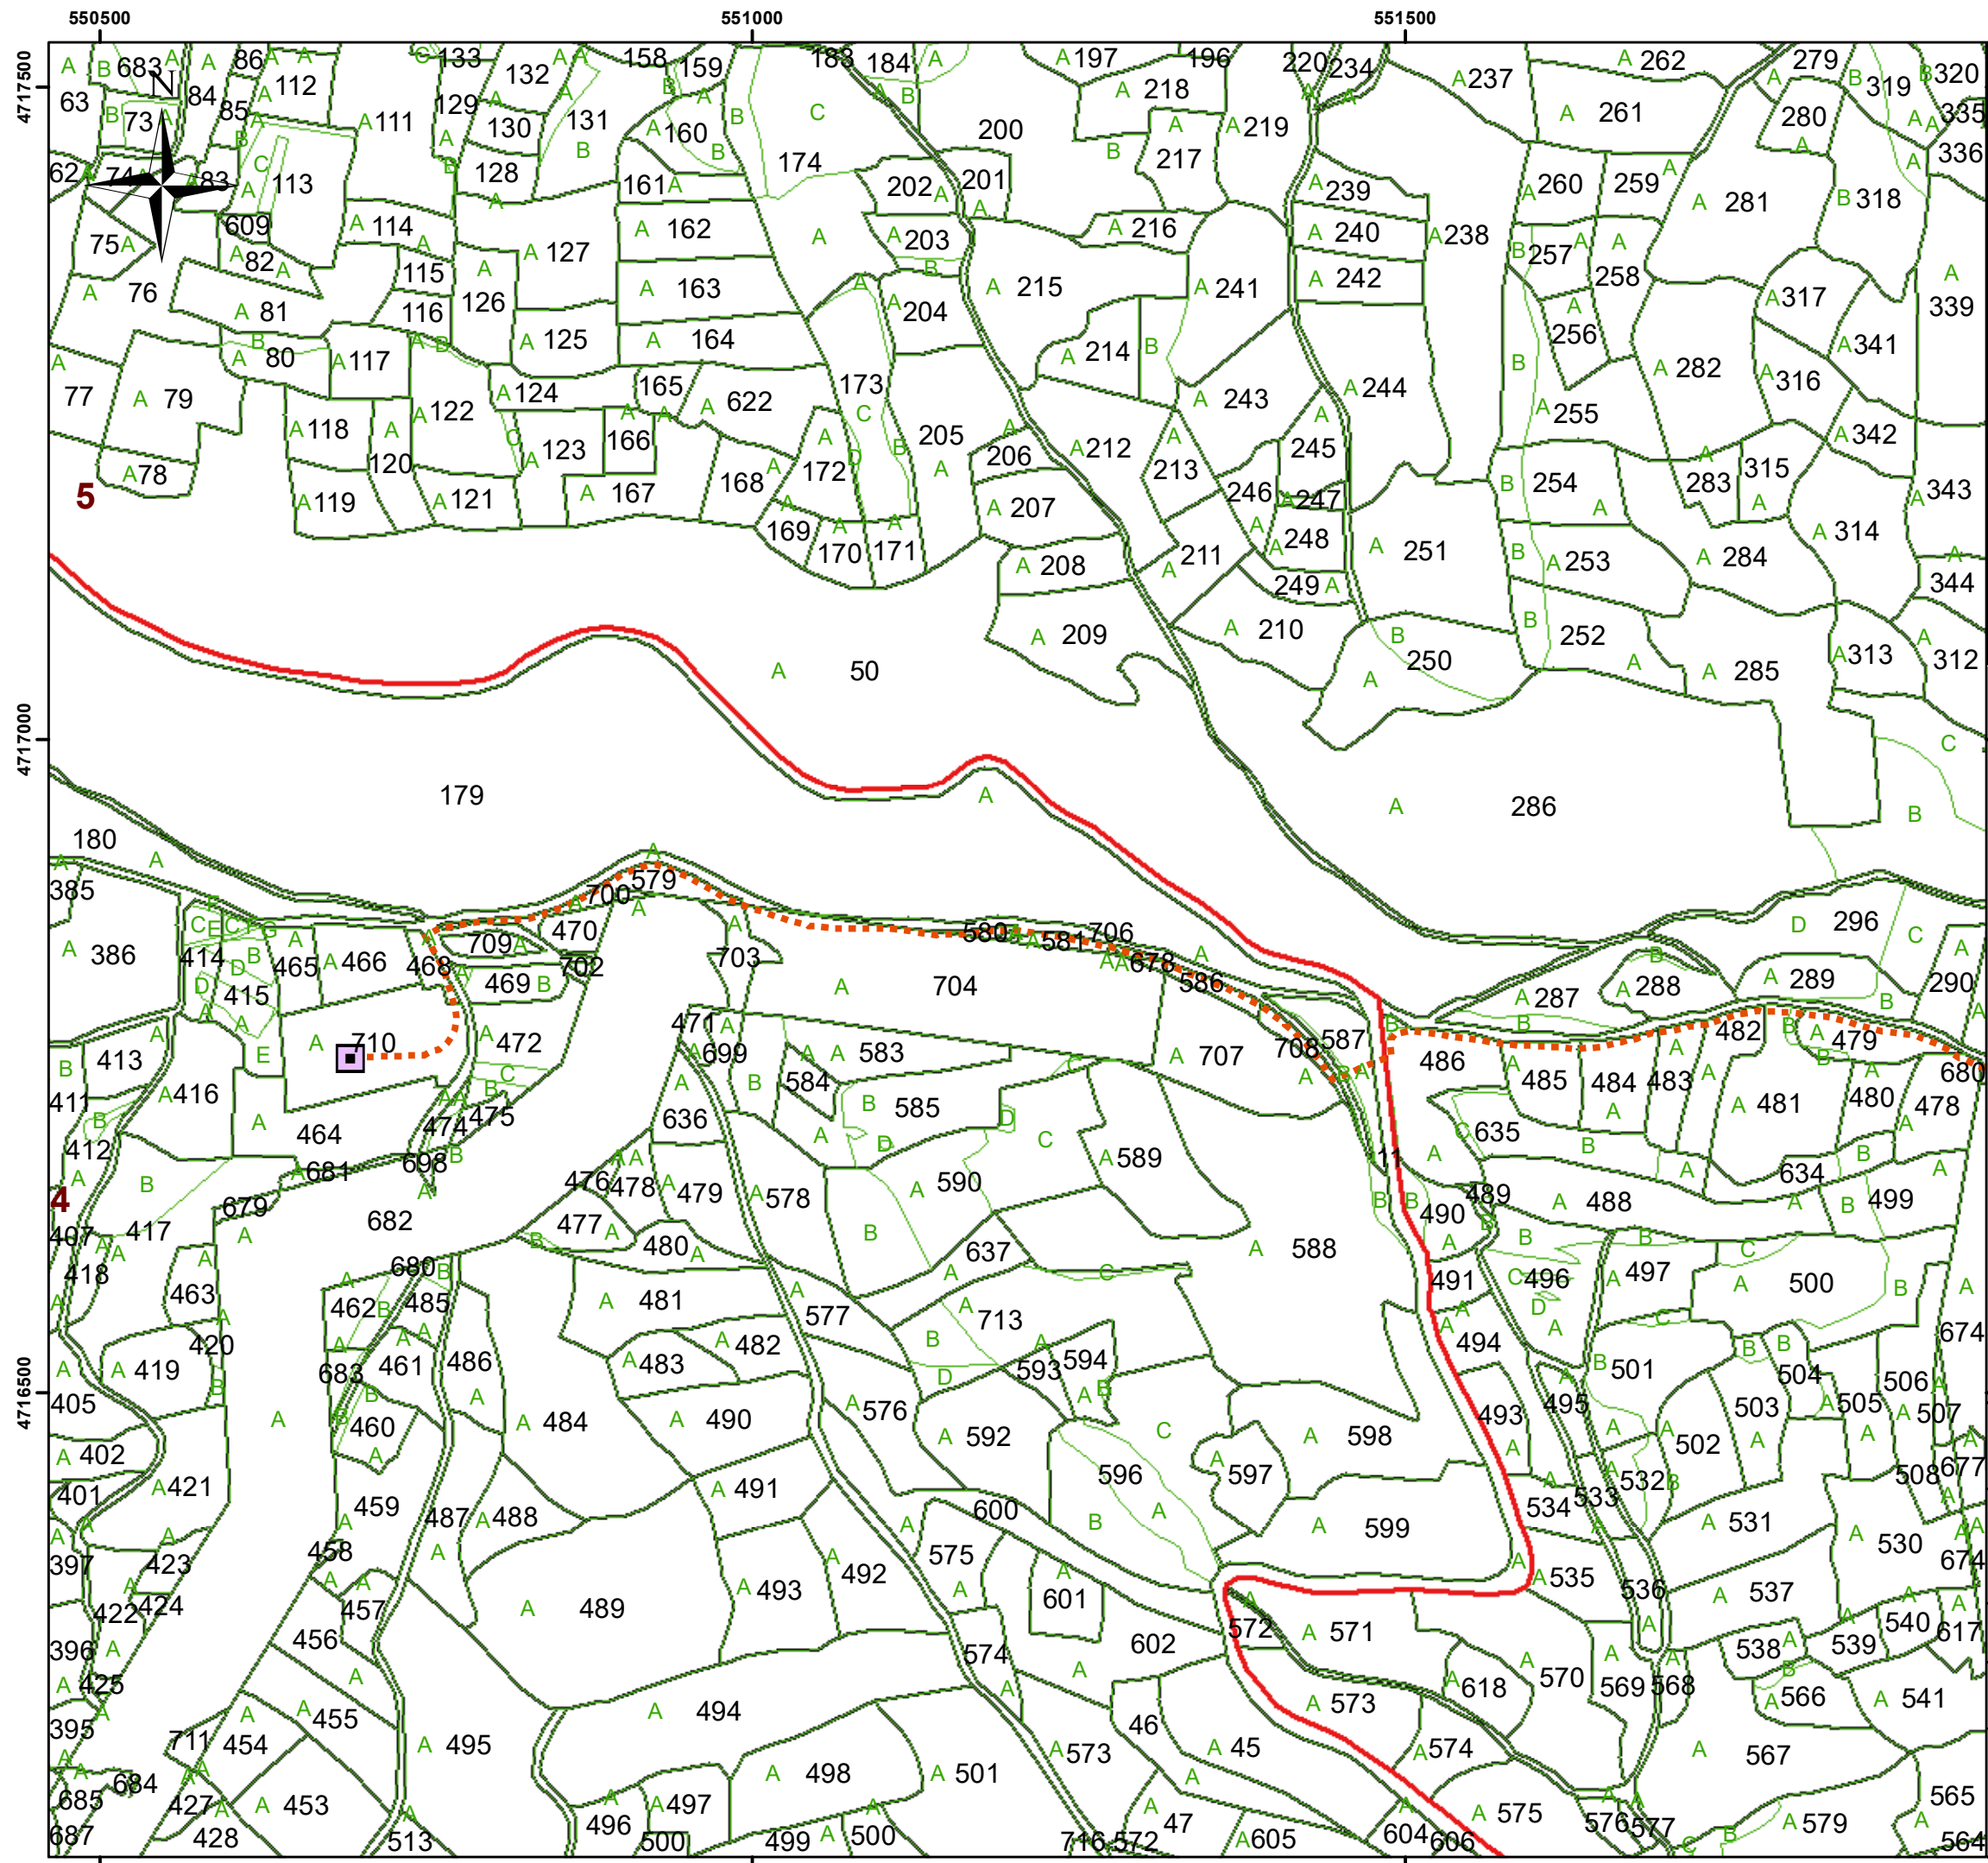 550500 551000 551500
4717500
4717000
4716500
N
5
4
A B 683 A A 86 A A 112 C 133 132 A A 158 159 183 184 A A 197 196 220 234 237 A 262 279 B 319 B 320
63 B 73 84 85 A A 111 129 A 130 131 A 160 B C 200 A 218 A 219 A 261 280 335
62 74 A 83 C 113 B 128 B 161 A 174 202 201 B 217 A 239 A 260 259 A 281 B 318 336
75 A 609 A 114 A 162 A 203 A 216 A 240 A 238 B 257 258
76 82 115 A 127 A 163 A 215 A 241 A 242 A 317 339
A 81 116 126 A 125 A 164 204 A 214 B 256 A 341
77 A 79 A 80 A 117 A 124 165 A 622 173 A 243 A 244 B A 282 A 316
A 118 A 122 123 166 205 A 212 245 A 255 A 342
A 78 120 A 167 168 172 206 213 246 A 247 B 254 283 315 343
A 119 A 121 169 170 171 A 207 211 248 A 251 A 253 A 284 A 314
A 208 249 A 344
A 209 A 210 B B 252
A 50 250 A A 285 A 313 312
179 A A 286 C B
180 A
385 700 579 D 296
A 386 414 465 A 466 468 709 470 702 703 580 581 706 678 C 290
415 469 B A 704 586 A 287 A 288 A 289
A 710 472 471 699 A 583 A 707 708 587 486 482 479
B 413 C 584 B 585 485 484 483 A 481 480 680
411 A 416 474 475 636 D C A 589 635 478
412 464 698 476 478 479 A 590 11 B 634
B 681 A 578 B 489 A 488 B 499
407 417 679 682 477 480 637 A 588 490
418 463 680 462 485 A 481 577 A 713 491 496 A 497 A 500 B
420 A 482 494 674
A 419 683 461 486 A 483 B 593 594 B 501 504
405 460 A 484 A 490 576 A 592 C A 598 493 495 502 503 A 505 506 507
A 402
401 A 421 459 487 A 488 A 491 596 597 534 533 532 508 677
397 423 458 600 B A 599 A 531 530 674
422 424 457 A 489 A 493 492 575 601 A 535 536 A 537
396 A 456 574 602 572 A 571 538 539 540 617
A 425 A 618 570 569 568
395 455 A 494 A 573 A 566 A 541
711 454 A 495 46 A 45 A 574 A 567
684 A 498 A 501 A 573
685 427 A 453 496 A 497 A 575 576 577 A 579 565
687 428 513 500 499 500 716 572 47 A 605 604 606 564